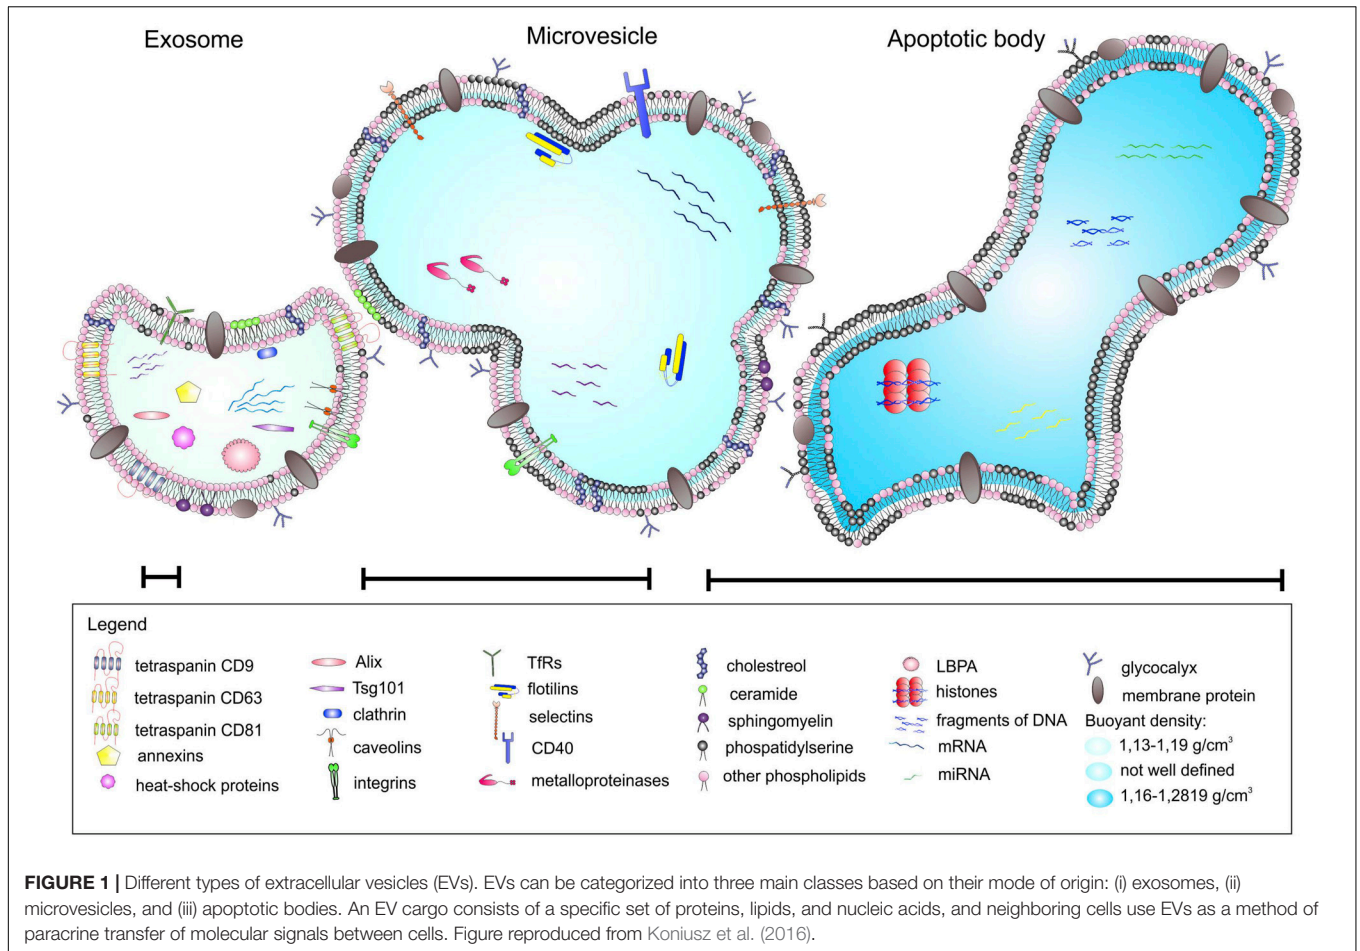 Exosome
Microvesicle
Apoptotic body
Legend
tetraspanin CD9
tetraspanin CD63
tetraspanin CD81
annexins
heat-shock proteins
Alix
Tsg101
clathrin
caveolins
integrins
TfRs
flotilins
selectins
CD40
metalloproteinases
cholestreol
ceramide
sphingomyelin
phospatidylserine
other phospholipids
LBPA
histones
fragments of DNA
mRNA
miRNA
glycocalyx
membrane protein
Buoyant density:
1,13-1,19 g/cm³
not well defined
1,16-1,2819 g/cm³
FIGURE 1 | Different types of extracellular vesicles (EVs). EVs can be categorized into three main classes based on their mode of origin: (i) exosomes, (ii)
microvesicles, and (iii) apoptotic bodies. An EV cargo consists of a specific set of proteins, lipids, and nucleic acids, and neighboring cells use EVs as a method of
paracrine transfer of molecular signals between cells. Figure reproduced from Koniusz et al. (2016).